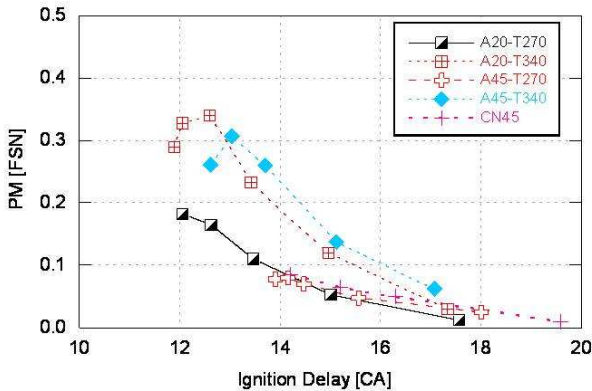 0.5
0.4
0.3
0.2
0.1
0.0
PM [FSN]
A20-T270
A20-T340
A45-T270
A45-T340
CN45
10 12 14 16 18 20
Ignition Delay [CA]